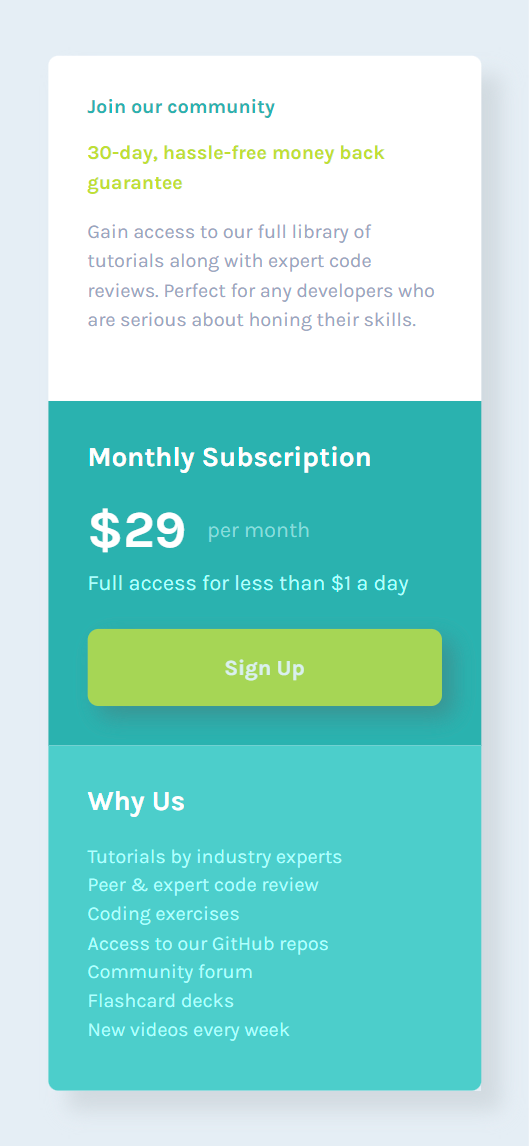 Join our community
30-day, hassle-free money back
guarantee
Gain access to our full library of
tutorials along with expert code
reviews. Perfect for any developers who
are serious about honing their skills.
Monthly Subscription
$29 per month
Full access for less than $1 a day
Sign Up
Why Us
Tutorials by industry experts
Peer & expert code review
Coding exercises
Access to our GitHub repos
Community forum
Flashcard decks
New videos every week